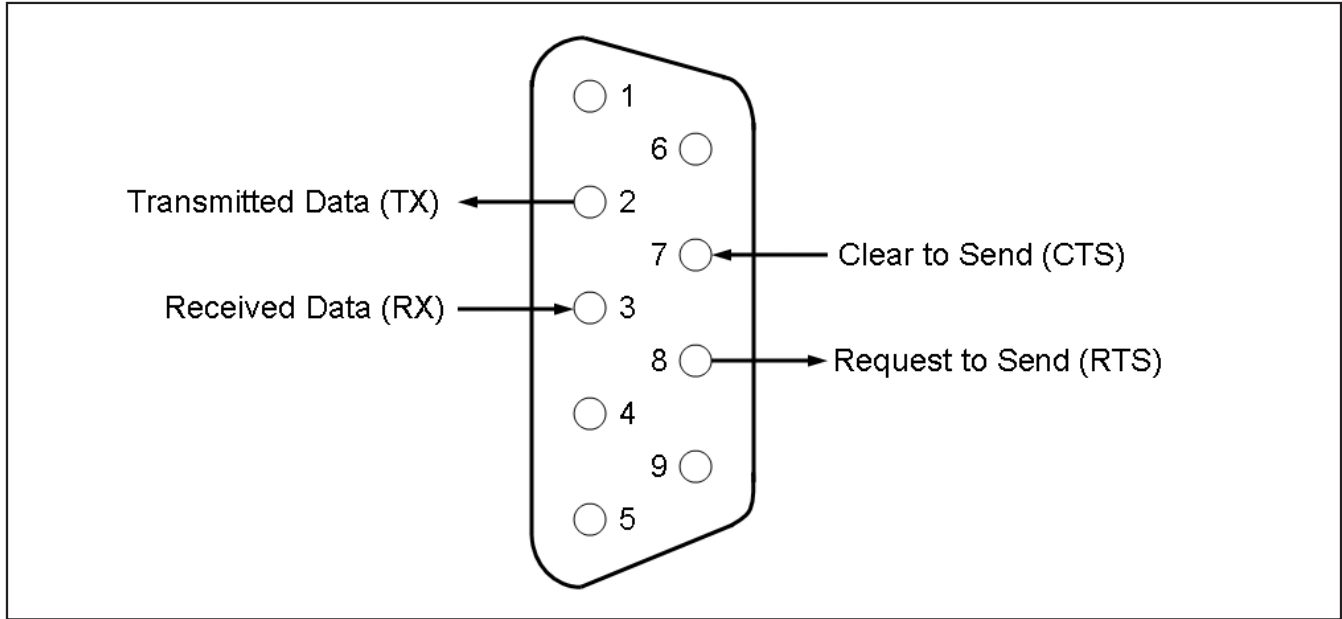 1
6
Transmitted Data (TX)
2
7
Clear to Send (CTS)
Received Data (RX)
3
8
Request to Send (RTS)
4
9
5